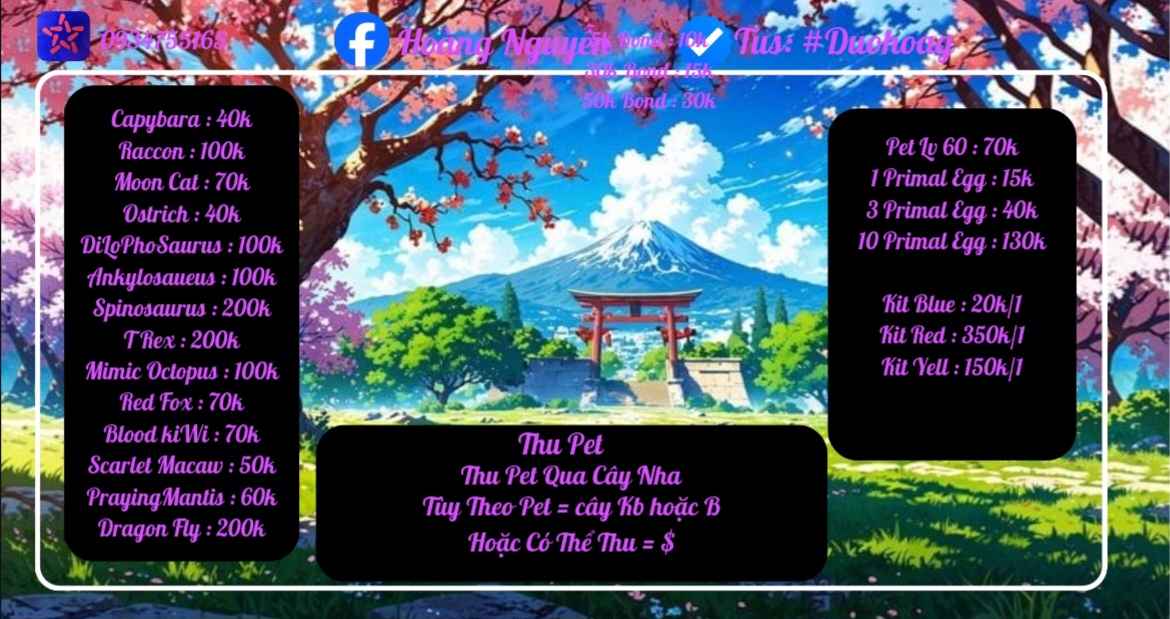 0934755165
Hoàng Nguyên
Bond : 10k
Tus: #Duckoag
30k Bond : 15k
50k Bond : 30k
Capybara : 40k
Raccon : 100k
Moon Cat : 70k
Ostrich : 40k
DiLoPhoSaurus : 100k
Ankylosaueus : 100k
Spinosaurus : 200k
T Rex : 200k
Mimic Octopus : 100k
Red Fox : 70k
Blood kiWi : 70k
Scarlet Macaw : 50k
PrayingMantis : 60k
Dragon Fly : 200k
Pet Lv 60 : 70k
1 Primal Egg : 15k
3 Primal Egg : 40k
10 Primal Egg : 130k
Kit Blue : 20k/1
Kit Red : 350k/1
Kit Yell : 150k/1
Thu Pet
Thu Pet Qua Cây Nha
Tùy Theo Pet = cây Kb hoặc B
Hoặc Có Thể Thu = $